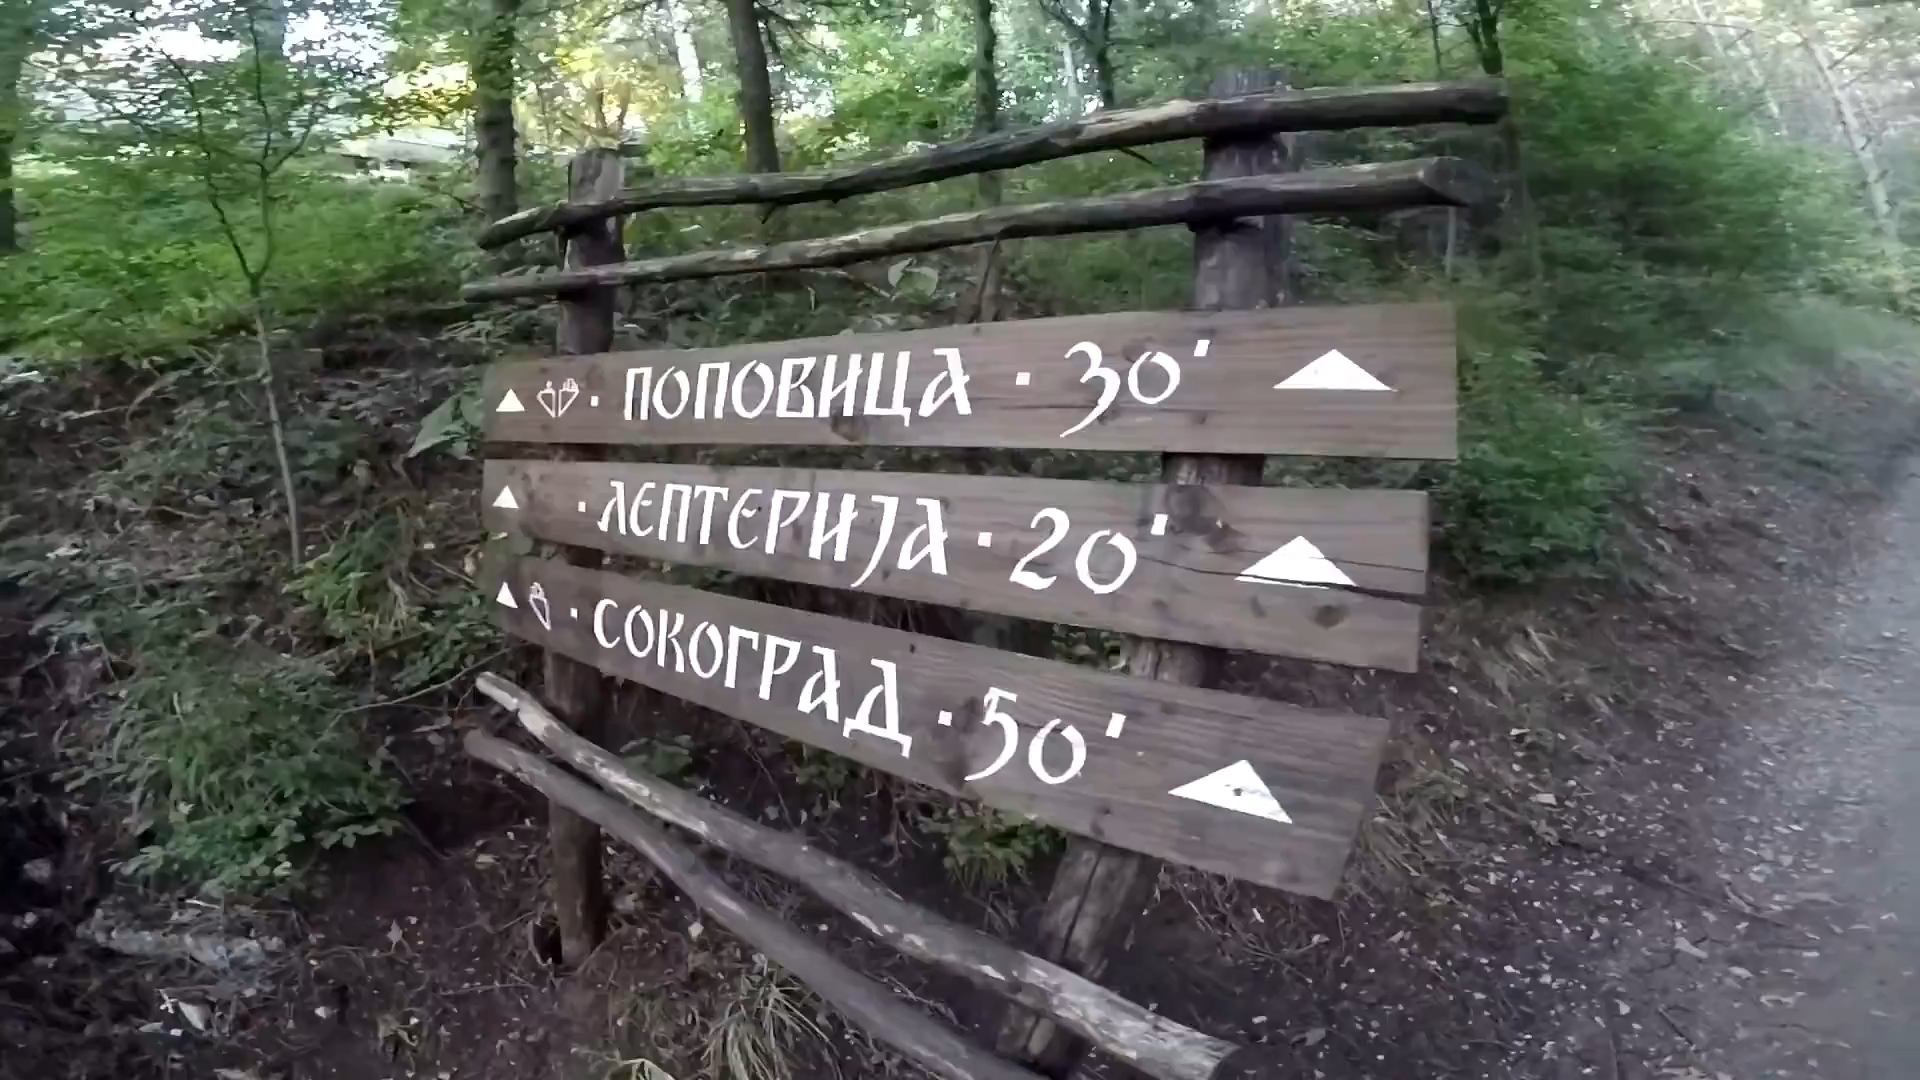 · ПОПОВИЦА · 30'
· ЛЕПТЕРИЈА · 20'
· СОКОГРАД · 50'